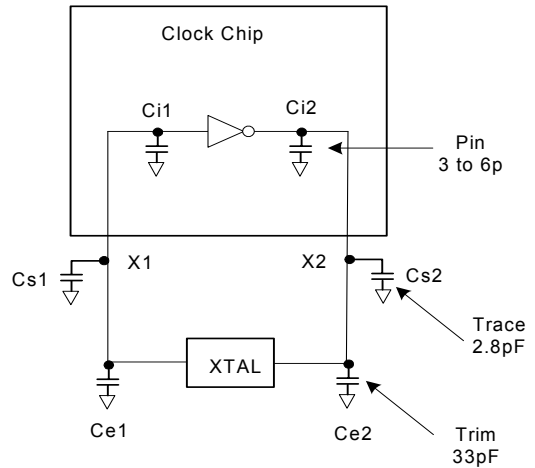 Clock Chip
Ci1
Ci2
Pin
3 to 6p
X1
X2
Cs1
Cs2
Trace
2.8pF
XTAL
Ce1
Ce2
Trim
33pF